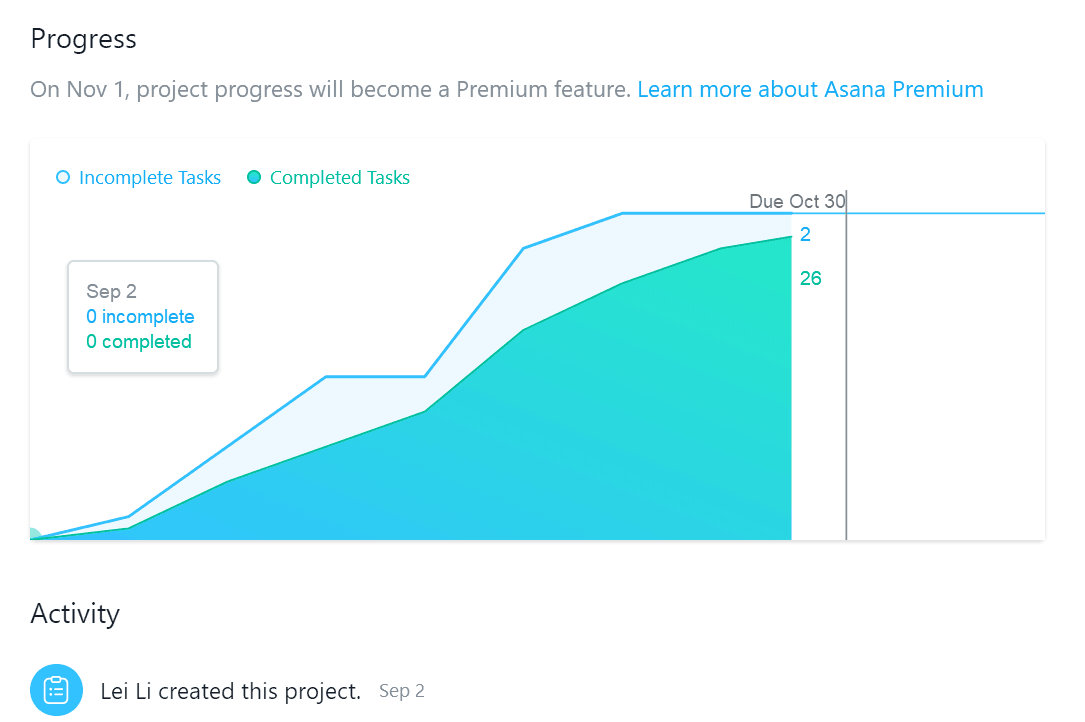 Progress
On Nov 1, project progress will become a Premium feature. Learn more about Asana Premium
Incomplete Tasks Completed Tasks
Due Oct 30
2
26
Sep 2
0 incomplete
0 completed
Activity
Lei Li created this project. Sep 2